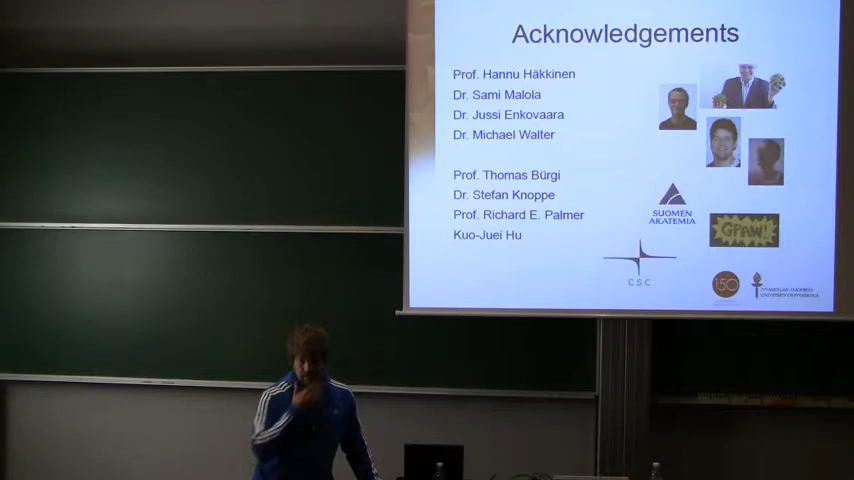 Acknowledgements
Prof. Hannu Häkkinen
Dr. Sami Malola
Dr. Jussi Enkovaara
Dr. Michael Walter
Prof. Thomas Bürgi
Dr. Stefan Knoppe
Prof. Richard E. Palmer
Kuo-Juei Hu
SUOMEN
AKATEMIA
GPAW!
CSC
150